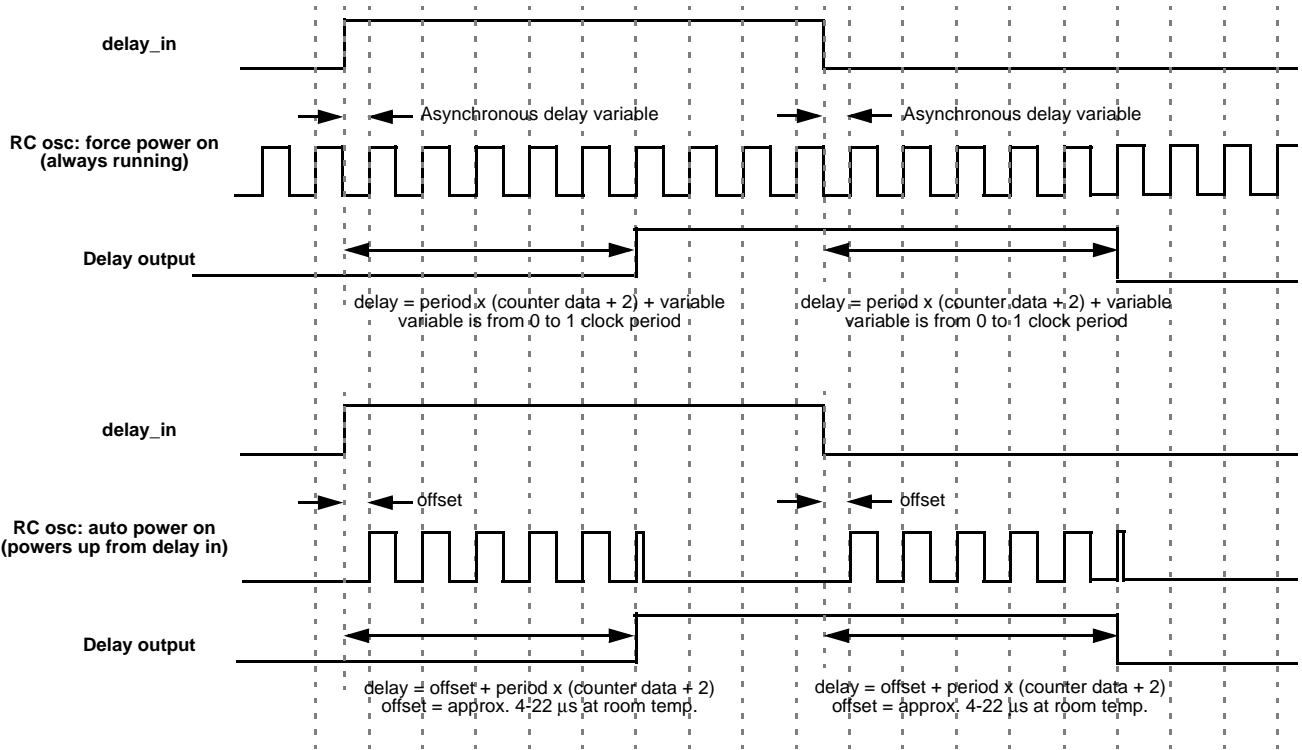 delay_in
Asynchronous delay variable
Asynchronous delay variable
RC osc: force power on
(always running)
Delay output
delay = period x (counter data + 2) + variable
variable is from 0 to 1 clock period
delay = period x (counter data + 2) + variable
variable is from 0 to 1 clock period
delay_in
offset
offset
RC osc: auto power on
(powers up from delay in)
Delay output
delay = offset + period x (counter data + 2)
offset = approx. 4-22 μs at room temp.
delay = offset + period x (counter data + 2)
offset = approx. 4-22 μs at room temp.